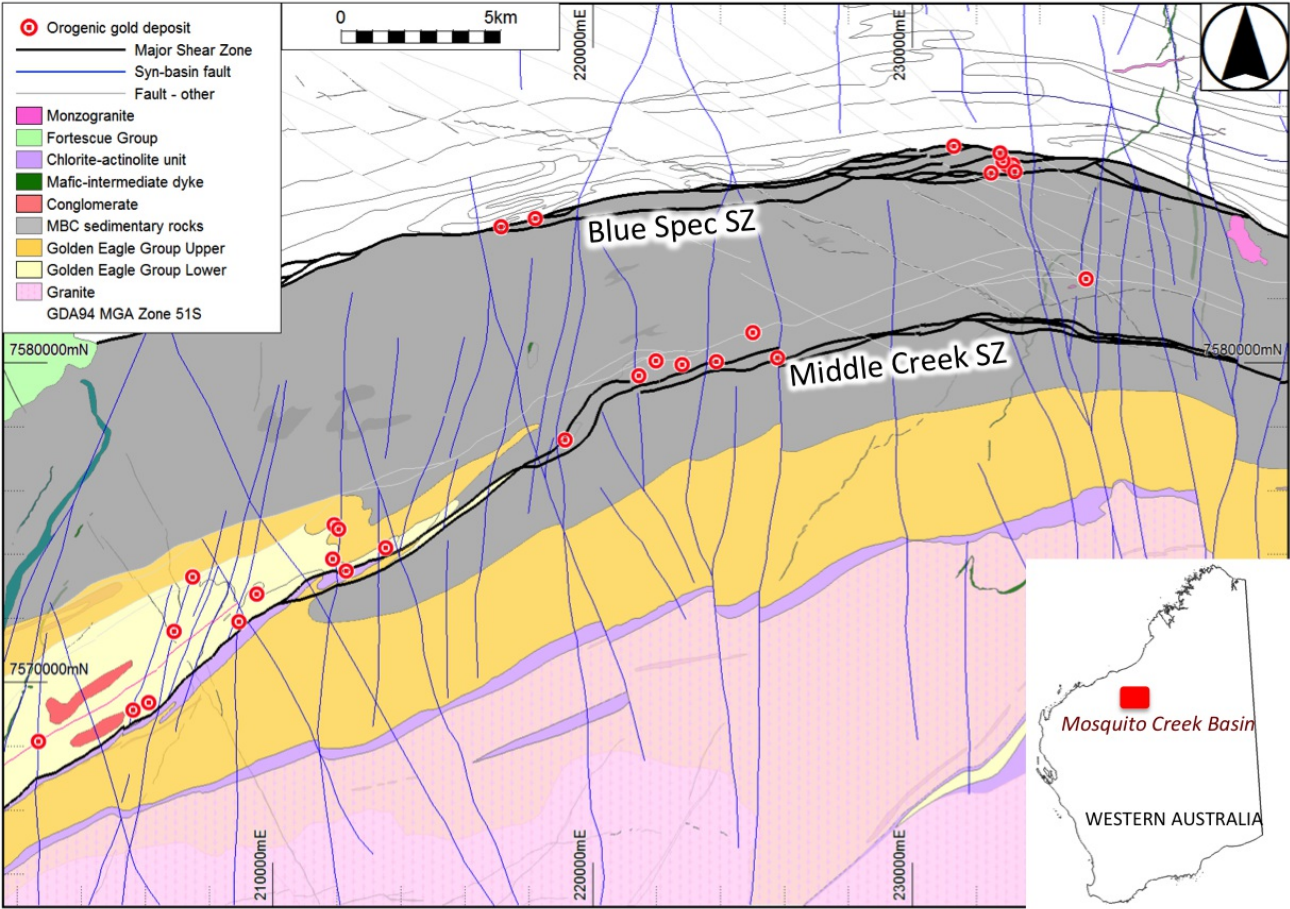 Orogenic gold deposit
Major Shear Zone
Syn-basin fault
Fault - other
Monzogranite
Fortescue Group
Chlorite-actinolite unit
Mafic-intermediate dyke
Conglomerate
MBC sedimentary rocks
Golden Eagle Group Upper
Golden Eagle Group Lower
Granite
GDA94 MGA Zone 51S
0 5km
220000mE
230000mE
Blue Spec SZ
7580000mN
7580000mN
Middle Creek SZ
7570000mN
Mosquito Creek Basin
WESTERN AUSTRALIA
210000mE
220000mE
230000mE